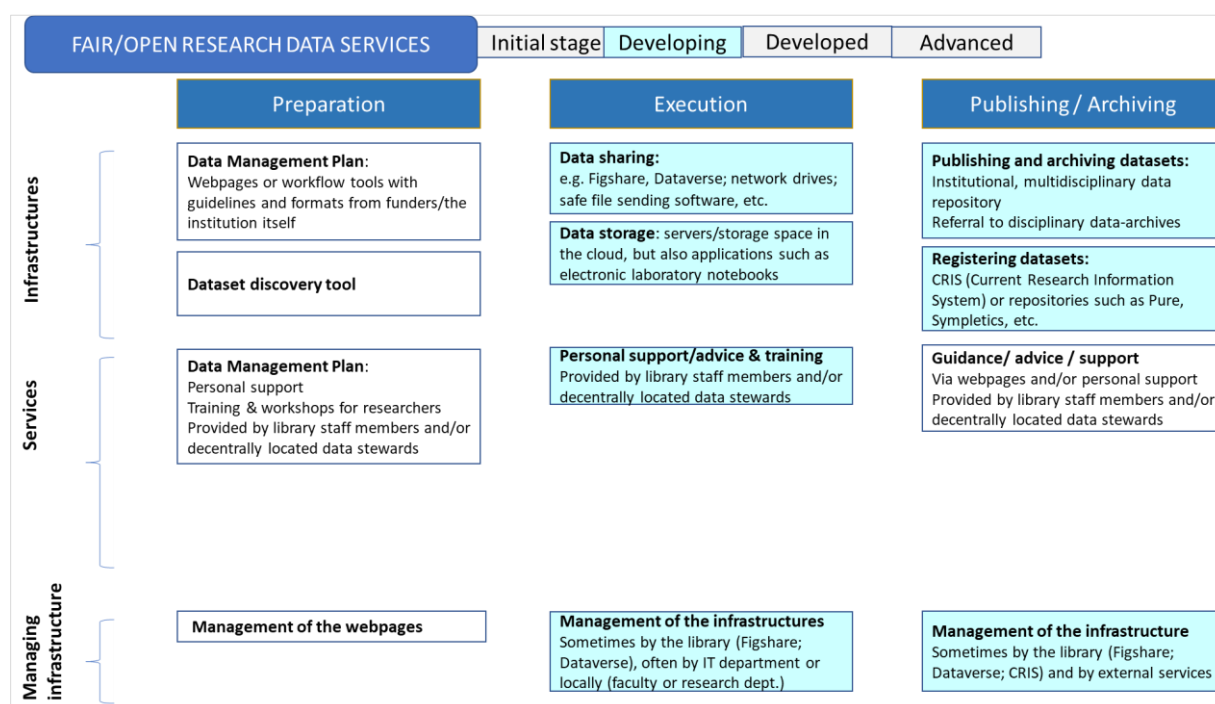 FAIR/OPEN RESEARCH DATA SERVICES
Initial stage
Developing
Developed
Advanced
Preparation
Execution
Publishing / Archiving
Infrastructures
Data Management Plan:
Webpages or workflow tools with
guidelines and formats from funders/the
institution itself
Dataset discovery tool
Data sharing:
e.g. Figshare, Dataverse; network drives;
safe file sending software, etc.
Data storage: servers/storage space in
the cloud, but also applications such as
electronic laboratory notebooks
Publishing and archiving datasets:
Institutional, multidisciplinary data
repository
Referral to disciplinary data-archives
Registering datasets:
CRIS (Current Research Information
System) or repositories such as Pure,
Sympletics, etc.
Services
Data Management Plan:
Personal support
Training & workshops for researchers
Provided by library staff members and/or
decentrally located data stewards
Personal support/advice & training
Provided by library staff members and/or
decentrally located data stewards
Guidance/ advice / support
Via webpages and/or personal support
Provided by library staff members and/or
decentrally located data stewards
Managing
infrastructure
Management of the webpages
Management of the infrastructures
Sometimes by the library (Figshare;
Dataverse), often by IT department or
locally (faculty or research dept.)
Management of the infrastructure
Sometimes by the library (Figshare;
Dataverse; CRIS) and by external services